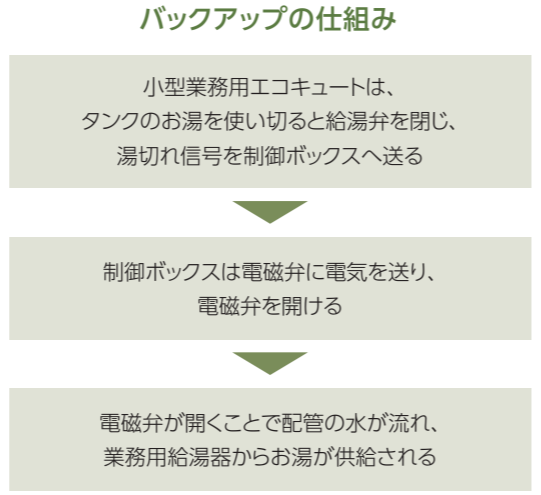 バックアップの仕組み
小型業務用エコキュートは、
タンクのお湯を使い切ると給湯弁を閉じ、
湯切れ信号を制御ボックスへ送る
制御ボックスは電磁弁に電気を送り、
電磁弁を開ける
電磁弁が開くことで配管の水が流れ、
業務用給湯器からお湯が供給される